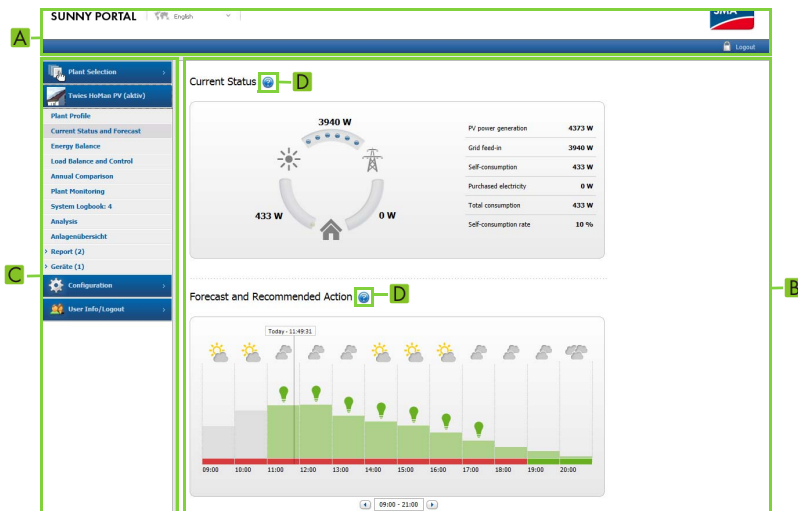 SUNNY PORTAL
English
SMA
A
Logout
Plant Selection
Twies HoMan PV (aktiv)
Plant Profile
Current Status and Forecast
Energy Balance
Load Balance and Control
Annual Comparison
Plant Monitoring
System Logbook: 4
Analysis
Anlagenübersicht
Report (2)
Geräte (1)
C
Configuration
User Info/Logout
Current Status
D
3940 W
433 W
0 W
PV power generation 4373 W
Grid feed-in 3940 W
Self-consumption 433 W
Purchased electricity 0 W
Total consumption 433 W
Self-consumption rate 10 %
B
Forecast and Recommended Action
D
Today - 11:49:31
09:00 10:00 11:00 12:00 13:00 14:00 15:00 16:00 17:00 18:00 19:00 20:00
09:00 - 21:00